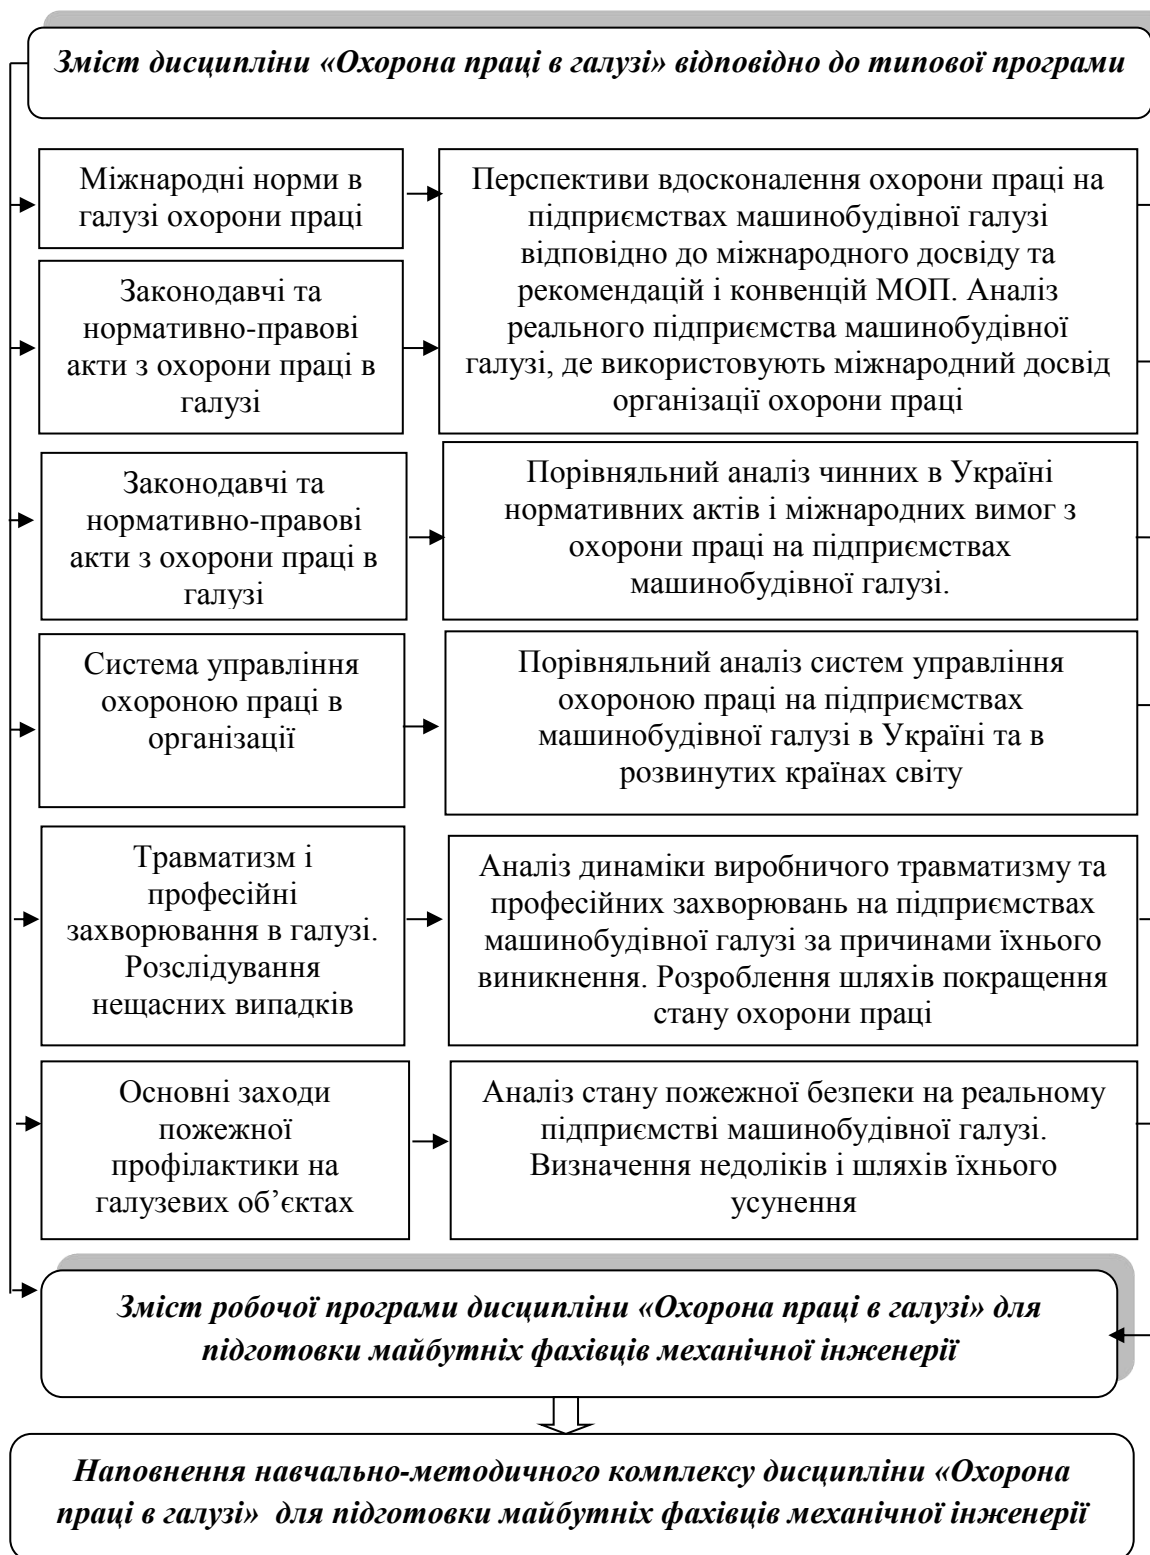 Зміст дисципліни «Охорона праці в галузі» відповідно до типової програми
Міжнародні норми в
галузі охорони праці
Перспективи вдосконалення охорони праці на
підприємствах машинобудівної галузі
відповідно до міжнародного досвіду та
рекомендацій і конвенцій МОП. Аналіз
реального підприємства машинобудівної
галузі, де використовують міжнародний досвід
організації охорони праці
Законодавчі та
нормативно-правові
акти з охорони праці в
галузі
Законодавчі та
нормативно-правові
акти з охорони праці в
галузі
Порівняльний аналіз чинних в Україні
нормативних актів і міжнародних вимог з
охорони праці на підприємствах
машинобудівної галузі.
Система управління
охороною праці в
організації
Порівняльний аналіз систем управління
охороною праці на підприємствах
машинобудівної галузі в Україні та в
розвинутих країнах світу
Травматизм і
професійні
захворювання в галузі.
Розслідування
нещасних випадків
Аналіз динаміки виробничого травматизму та
професійних захворювань на підприємствах
машинобудівної галузі за причинами їхнього
виникнення. Розроблення шляхів покращення
стану охорони праці
Основні заходи
пожежної
профілактики на
галузевих об’єктах
Аналіз стану пожежної безпеки на реальному
підприємстві машинобудівної галузі.
Визначення недоліків і шляхів їхнього
усунення
Зміст робочої програми дисципліни «Охорона праці в галузі» для
підготовки майбутніх фахівців механічної інженерії
Наповнення навчально-методичного комплексу дисципліни «Охорона
праці в галузі» для підготовки майбутніх фахівців механічної інженерії